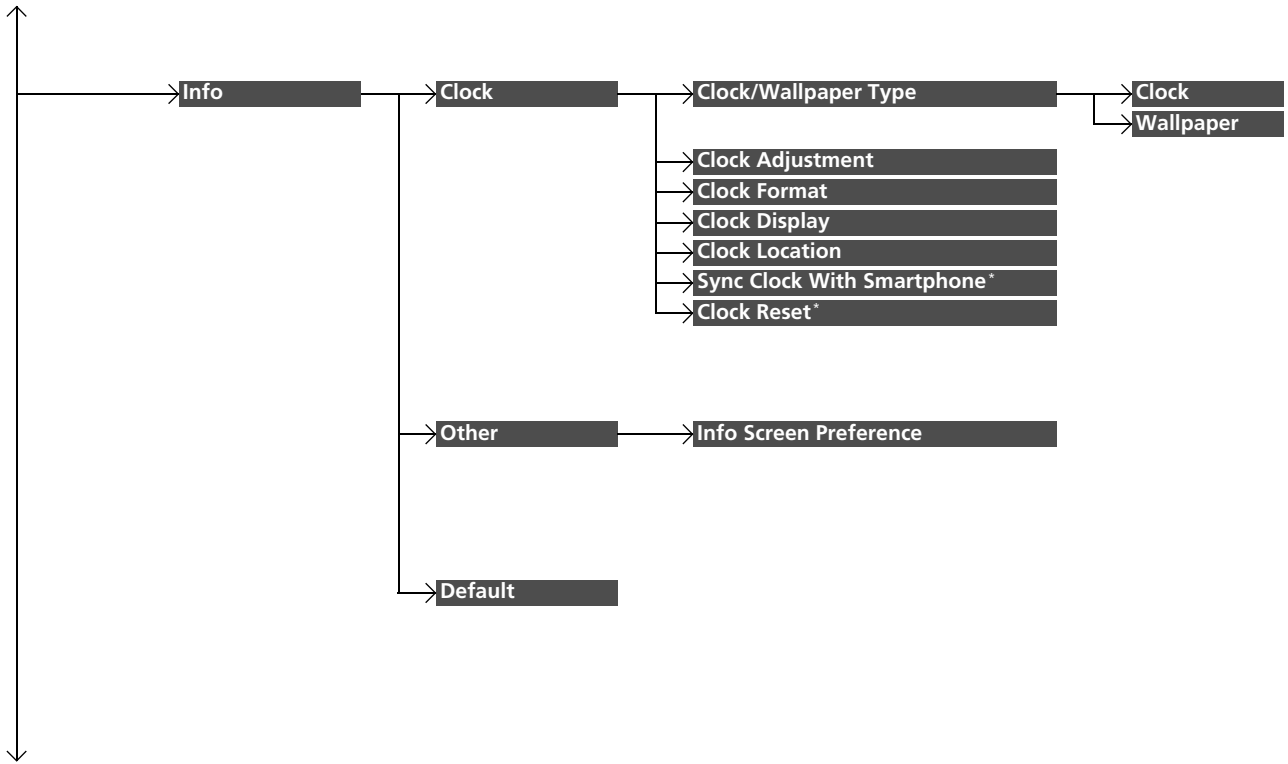 Info
Clock
Clock/Wallpaper Type
Clock
Wallpaper
Clock Adjustment
Clock Format
Clock Display
Clock Location
Sync Clock With Smartphone*
Clock Reset*
Other
Info Screen Preference
Default